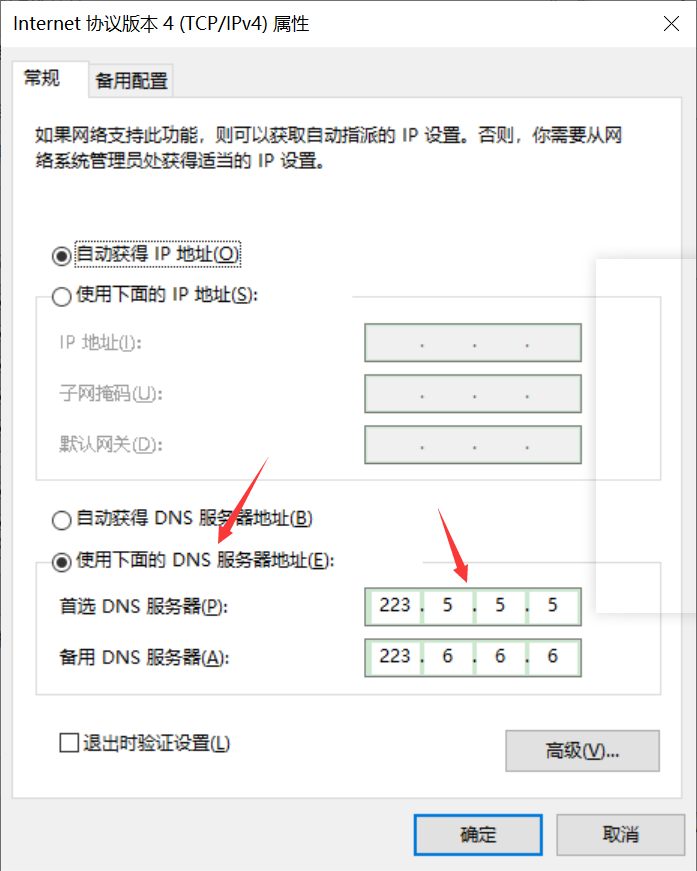 Internet 协议版本 4 (TCP/IPv4) 属性
常规
备用配置
如果网络支持此功能，则可以获取自动指派的 IP 设置。否则，你需要从网
络系统管理员处获得适当的 IP 设置。
自动获得 IP 地址(O)
使用下面的 IP 地址(S):
IP 地址(I):
. . .
子网掩码(U):
. . .
默认网关(D):
. . .
自动获得 DNS 服务器地址(B)
使用下面的 DNS 服务器地址(E):
首选 DNS 服务器(P):
223 . 5 . 5 . 5
备用 DNS 服务器(A):
223 . 6 . 6 . 6
退出时验证设置(L)
高级(V)...
确定
取消